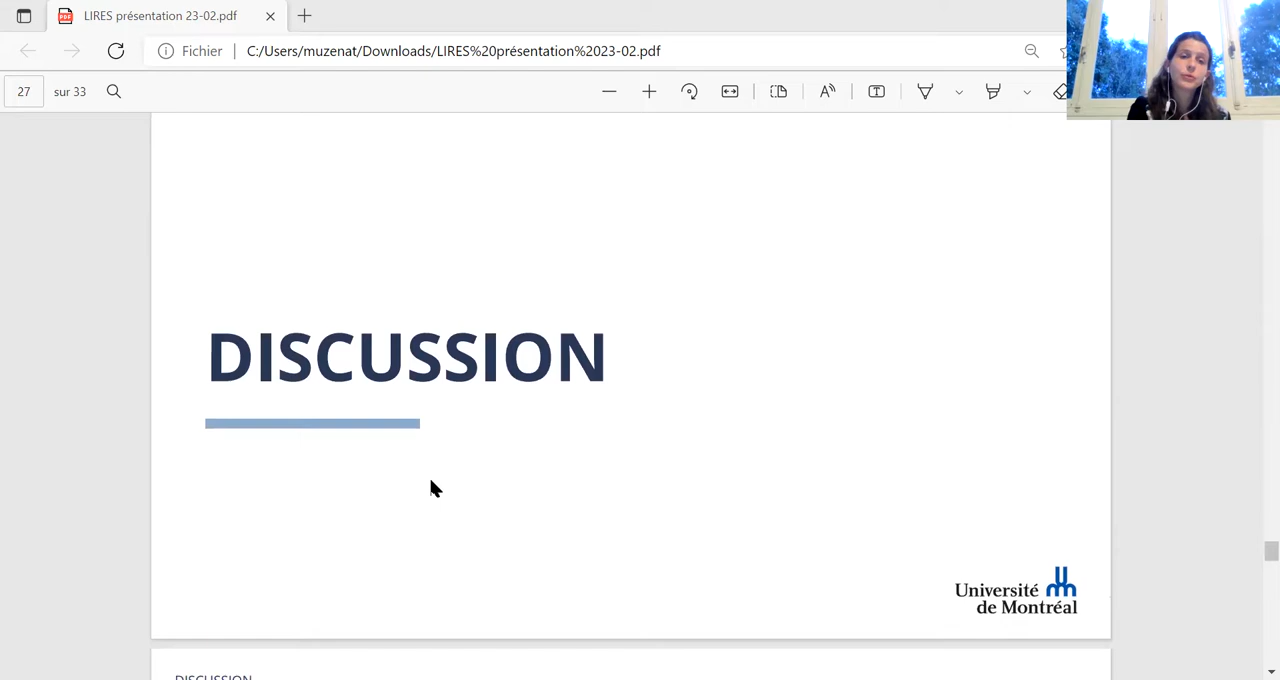 LIRES présentation 23-02.pdf
PDF
Fichier
C:/Users/muzenat/Downloads/LIRES%20présentation%2023-02.pdf
27 sur 33
DISCUSSION
Université
de Montréal
DISCUSSION